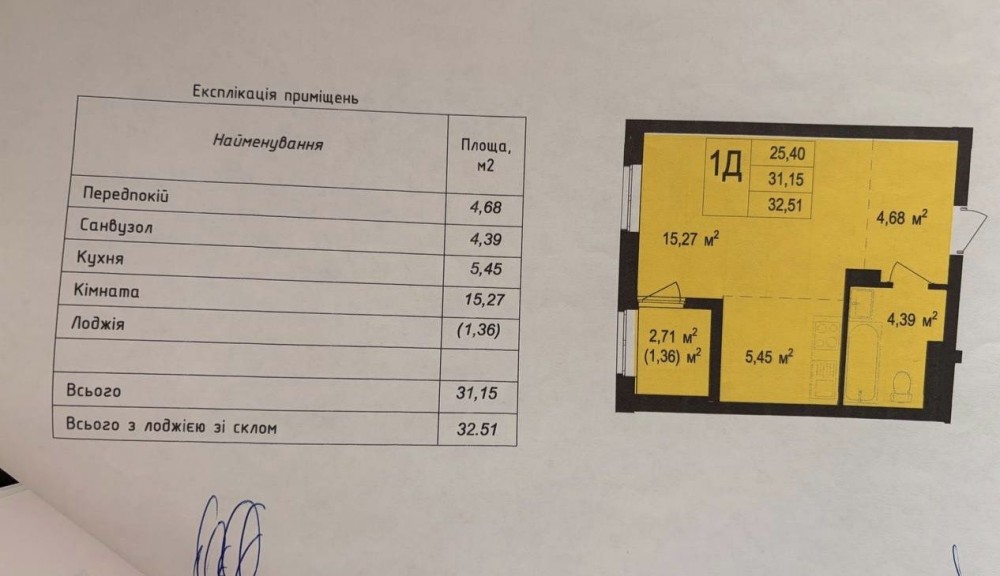 Експлікація приміщень
Найменування
Площа,
м2
Передпокій
4,68
Санвузол
4,39
Кухня
5,45
Кімната
15,27
Лоджія
(1,36)
Всього
31,15
Всього з лоджією зі склом
32.51
1Д
25,40
31,15
32,51
15,27 м²
4,68 м²
4,39 м²
2,71 м²
(1,36) м²
5,45 м²